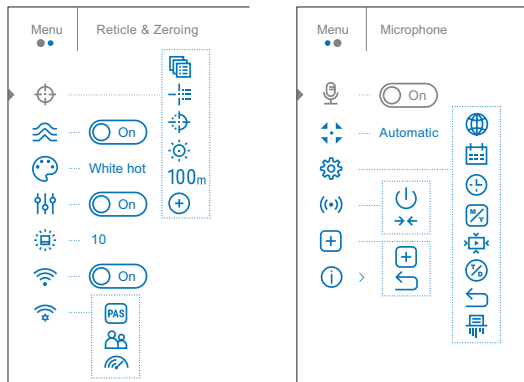 Menu
Reticle & Zeroing
On
White hot
100m
On
10
On
PAS
Menu
Microphone
On
Automatic
M/Y
T/D